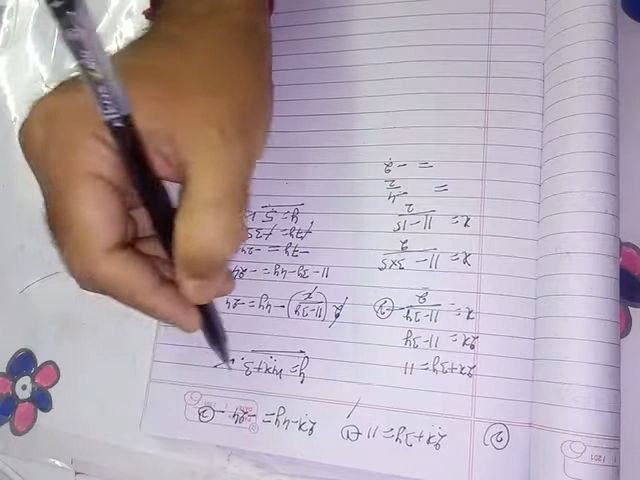 ② 2x+3y=11 -① 2x-4y= -24 -②
2x+3y=11
2x= 11-3y
x= 11-3y / 2 -②
x= 11-3x5 / 2
x= 11-15 / 2
= -4 / 2
= -2
y=mx+3
2(11-3y / 2) -4y=-24
11-3y-4y=-24
-7y = -24
7y=35
y=5